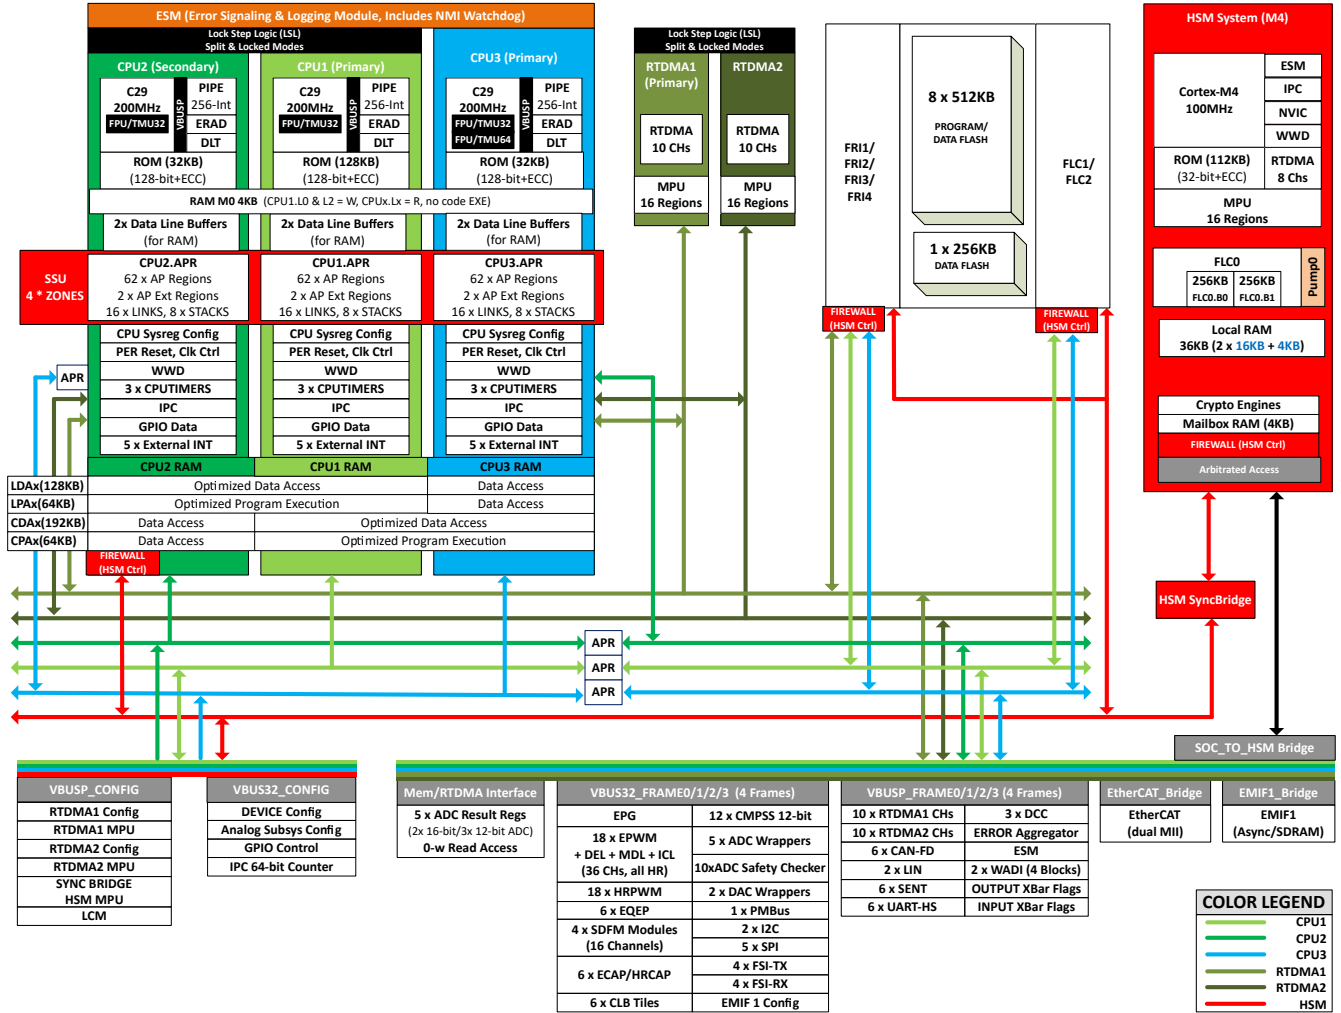 ESM (Error Signaling & Logging Module, Includes NMI Watchdog)
Lock Step Logic (LSL)
Split & Locked Modes
CPU2 (Secondary)
C29
200MHz
FPU/TMU32
VBUSP
PIPE
256-Int
ERAD
DLT
ROM (32KB)
(128-bit+ECC)
CPU1 (Primary)
C29
200MHz
FPU/TMU32
VBUSP
PIPE
256-Int
ERAD
DLT
ROM (128KB)
(128-bit+ECC)
CPU3 (Primary)
C29
200MHz
FPU/TMU32
FPU/TMU64
VBUSP
PIPE
256-Int
ERAD
DLT
ROM (32KB)
(128-bit+ECC)
RAM M0 4KB (CPU1.L0 & L2 = W, CPUx.Lx = R, no code EXE)
2x Data Line Buffers
(for RAM)
2x Data Line Buffers
(for RAM)
2x Data Line Buffers
(for RAM)
SSU
4 * ZONES
CPU2.APR
62 x AP Regions
2 x AP Ext Regions
16 x LINKS, 8 x STACKS
CPU1.APR
62 x AP Regions
2 x AP Ext Regions
16 x LINKS, 8 x STACKS
CPU3.APR
62 x AP Regions
2 x AP Ext Regions
16 x LINKS, 8 x STACKS
CPU Sysreg Config
PER Reset, Clk Ctrl
WWD
3 x CPUTIMERS
IPC
GPIO Data
5 x External INT
CPU Sysreg Config
PER Reset, Clk Ctrl
WWD
3 x CPUTIMERS
IPC
GPIO Data
5 x External INT
CPU Sysreg Config
PER Reset, Clk Ctrl
WWD
3 x CPUTIMERS
IPC
GPIO Data
5 x External INT
APR
CPU2 RAM
CPU1 RAM
CPU3 RAM
LDAx(128KB)
Optimized Data Access
Data Access
LPAx(64KB)
Optimized Program Execution
Data Access
CDAx(192KB)
Data Access
Optimized Data Access
CPAx(64KB)
Data Access
Optimized Program Execution
FIREWALL
(HSM Ctrl)
Lock Step Logic (LSL)
Split & Locked Modes
RTDMA1
(Primary)
RTDMA
10 CHs
MPU
16 Regions
RTDMA2
RTDMA
10 CHs
MPU
16 Regions
FRI1/
FRI2/
FRI3/
FRI4
8 x 512KB
PROGRAM/
DATA FLASH
1 x 256KB
DATA FLASH
FLC1/
FLC2
FIREWALL
(HSM Ctrl)
FIREWALL
(HSM Ctrl)
HSM System (M4)
Cortex-M4
100MHz
ESM
IPC
NVIC
WWD
ROM (112KB)
(32-bit+ECC)
RTDMA
8 Chs
MPU
16 Regions
FLC0
256KB
FLC0.B0
256KB
FLC0.B1
Pump0
Local RAM
36KB (2 x 16KB + 4KB)
Crypto Engines
Mailbox RAM (4KB)
FIREWALL (HSM Ctrl)
Arbitrated Access
HSM SyncBridge
APR
APR
APR
SOC_TO_HSM Bridge
VBUSP_CONFIG
RTDMA1 Config
RTDMA1 MPU
RTDMA2 Config
RTDMA2 MPU
SYNC BRIDGE
HSM MPU
LCM
VBUS32_CONFIG
DEVICE Config
Analog Subsys Config
GPIO Control
IPC 64-bit Counter
Mem/RTDMA Interface
5 x ADC Result Regs
(2x 16-bit/3x 12-bit ADC)
0-w Read Access
VBUS32_FRAME0/1/2/3 (4 Frames)
EPG
18 x EPWM
+ DEL + MDL + ICL
(36 CHs, all HR)
18 x HRPWM
6 x EQEP
4 x SDFM Modules
(16 Channels)
6 x ECAP/HRCAP
6 x CLB Tiles
12 x CMPSS 12-bit
5 x ADC Wrappers
10xADC Safety Checker
2 x DAC Wrappers
1 x PMBus
2 x I2C
5 x SPI
4 x FSI-TX
4 x FSI-RX
EMIF 1 Config
VBUSP_FRAME0/1/2/3 (4 Frames)
10 x RTDMA1 CHs
10 x RTDMA2 CHs
6 x CAN-FD
2 x LIN
6 x SENT
6 x UART-HS
3 x DCC
ERROR Aggregator
ESM
2 x WADI (4 Blocks)
OUTPUT XBar Flags
INPUT XBar Flags
EtherCAT_Bridge
EtherCAT
(dual MII)
EMIF1_Bridge
EMIF1
(Async/SDRAM)
COLOR LEGEND
CPU1
CPU2
CPU3
RTDMA1
RTDMA2
HSM